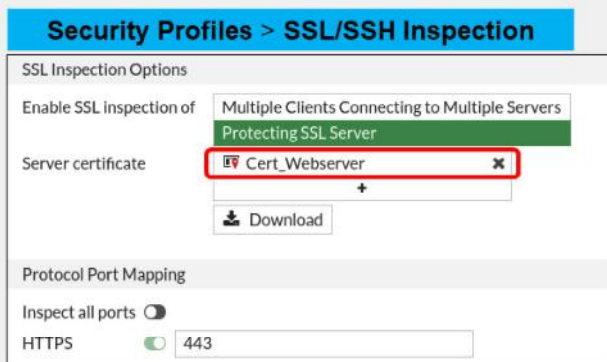 Security Profiles > SSL/SSH Inspection
SSL Inspection Options
Enable SSL inspection of Multiple Clients Connecting to Multiple Servers
Protecting SSL Server
Server certificate Cert_Webserver ✖
+
Download
Protocol Port Mapping
Inspect all ports
HTTPS 443